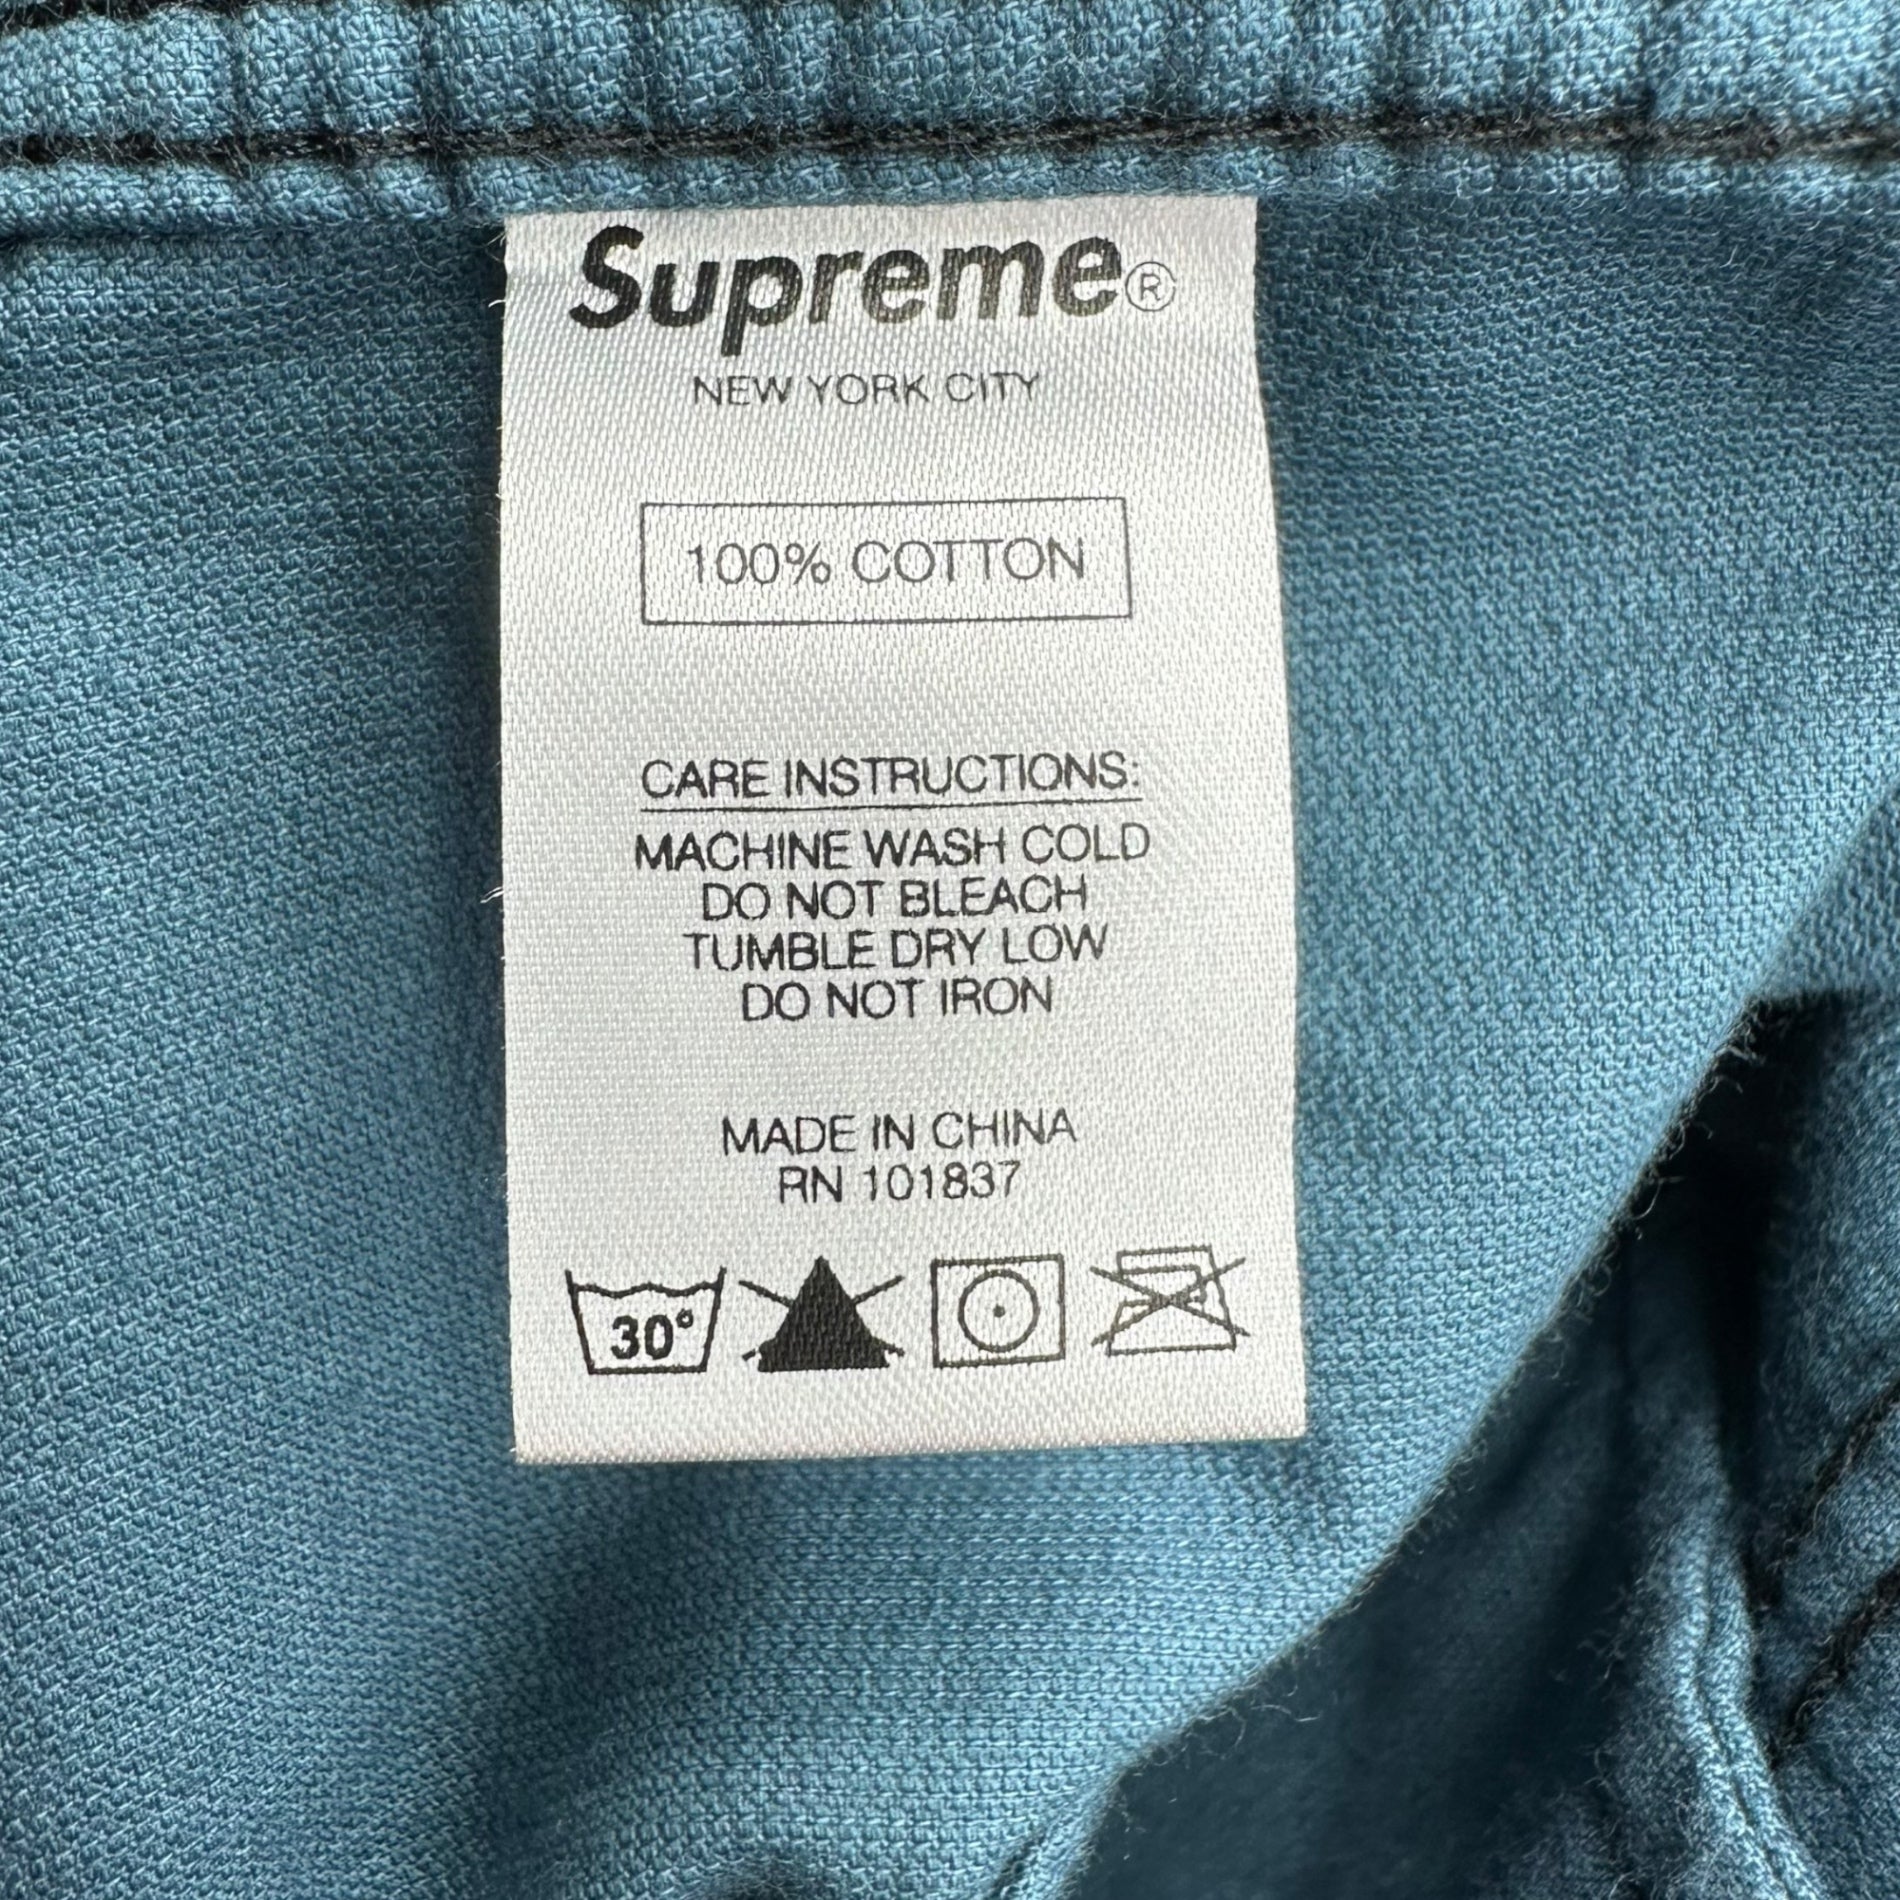 Supreme®
NEW YORK CITY
100% COTTON
CARE INSTRUCTIONS:
MACHINE WASH COLD
DO NOT BLEACH
TUMBLE DRY LOW
DO NOT IRON
MADE IN CHINA
RN 101837
30°